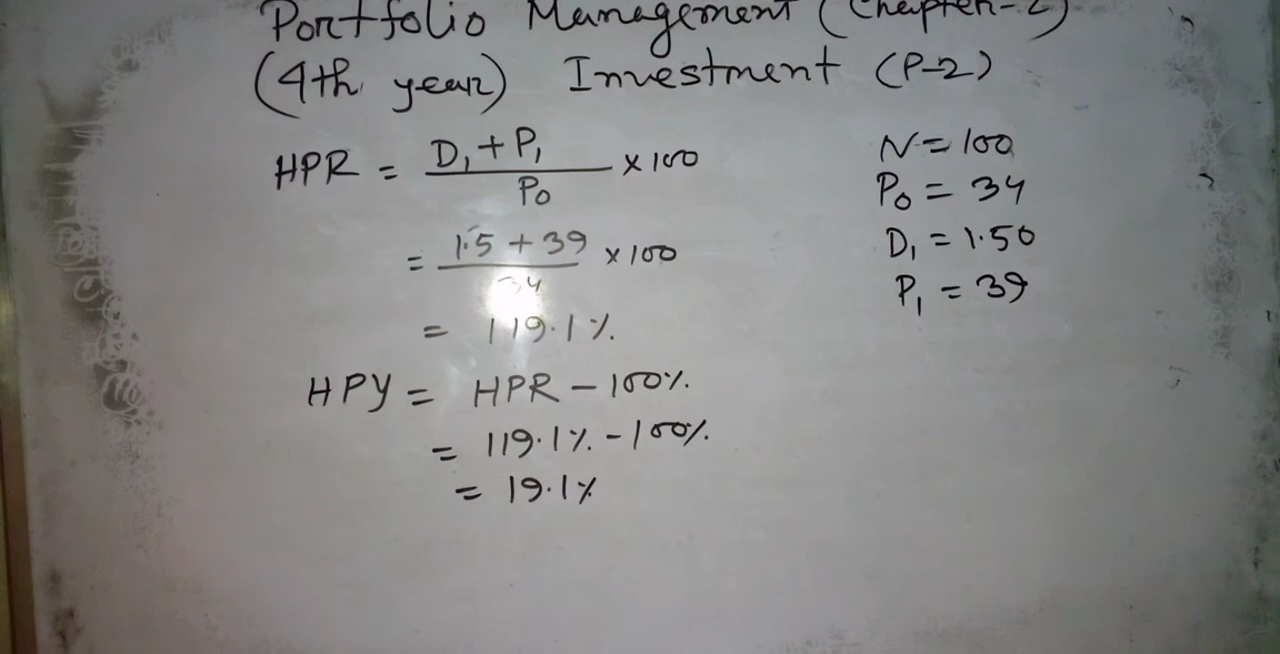 Portfolio Management (Chapter-2)
(4th year) Investment (P-2)
HPR = D₁ + P₁ / P₀ × 100
= 1.5 + 39 / 34 × 100
= 119.1%
HPY = HPR - 100%
= 119.1% - 100%
= 19.1%
N = 100
P₀ = 34
D₁ = 1.50
P₁ = 39